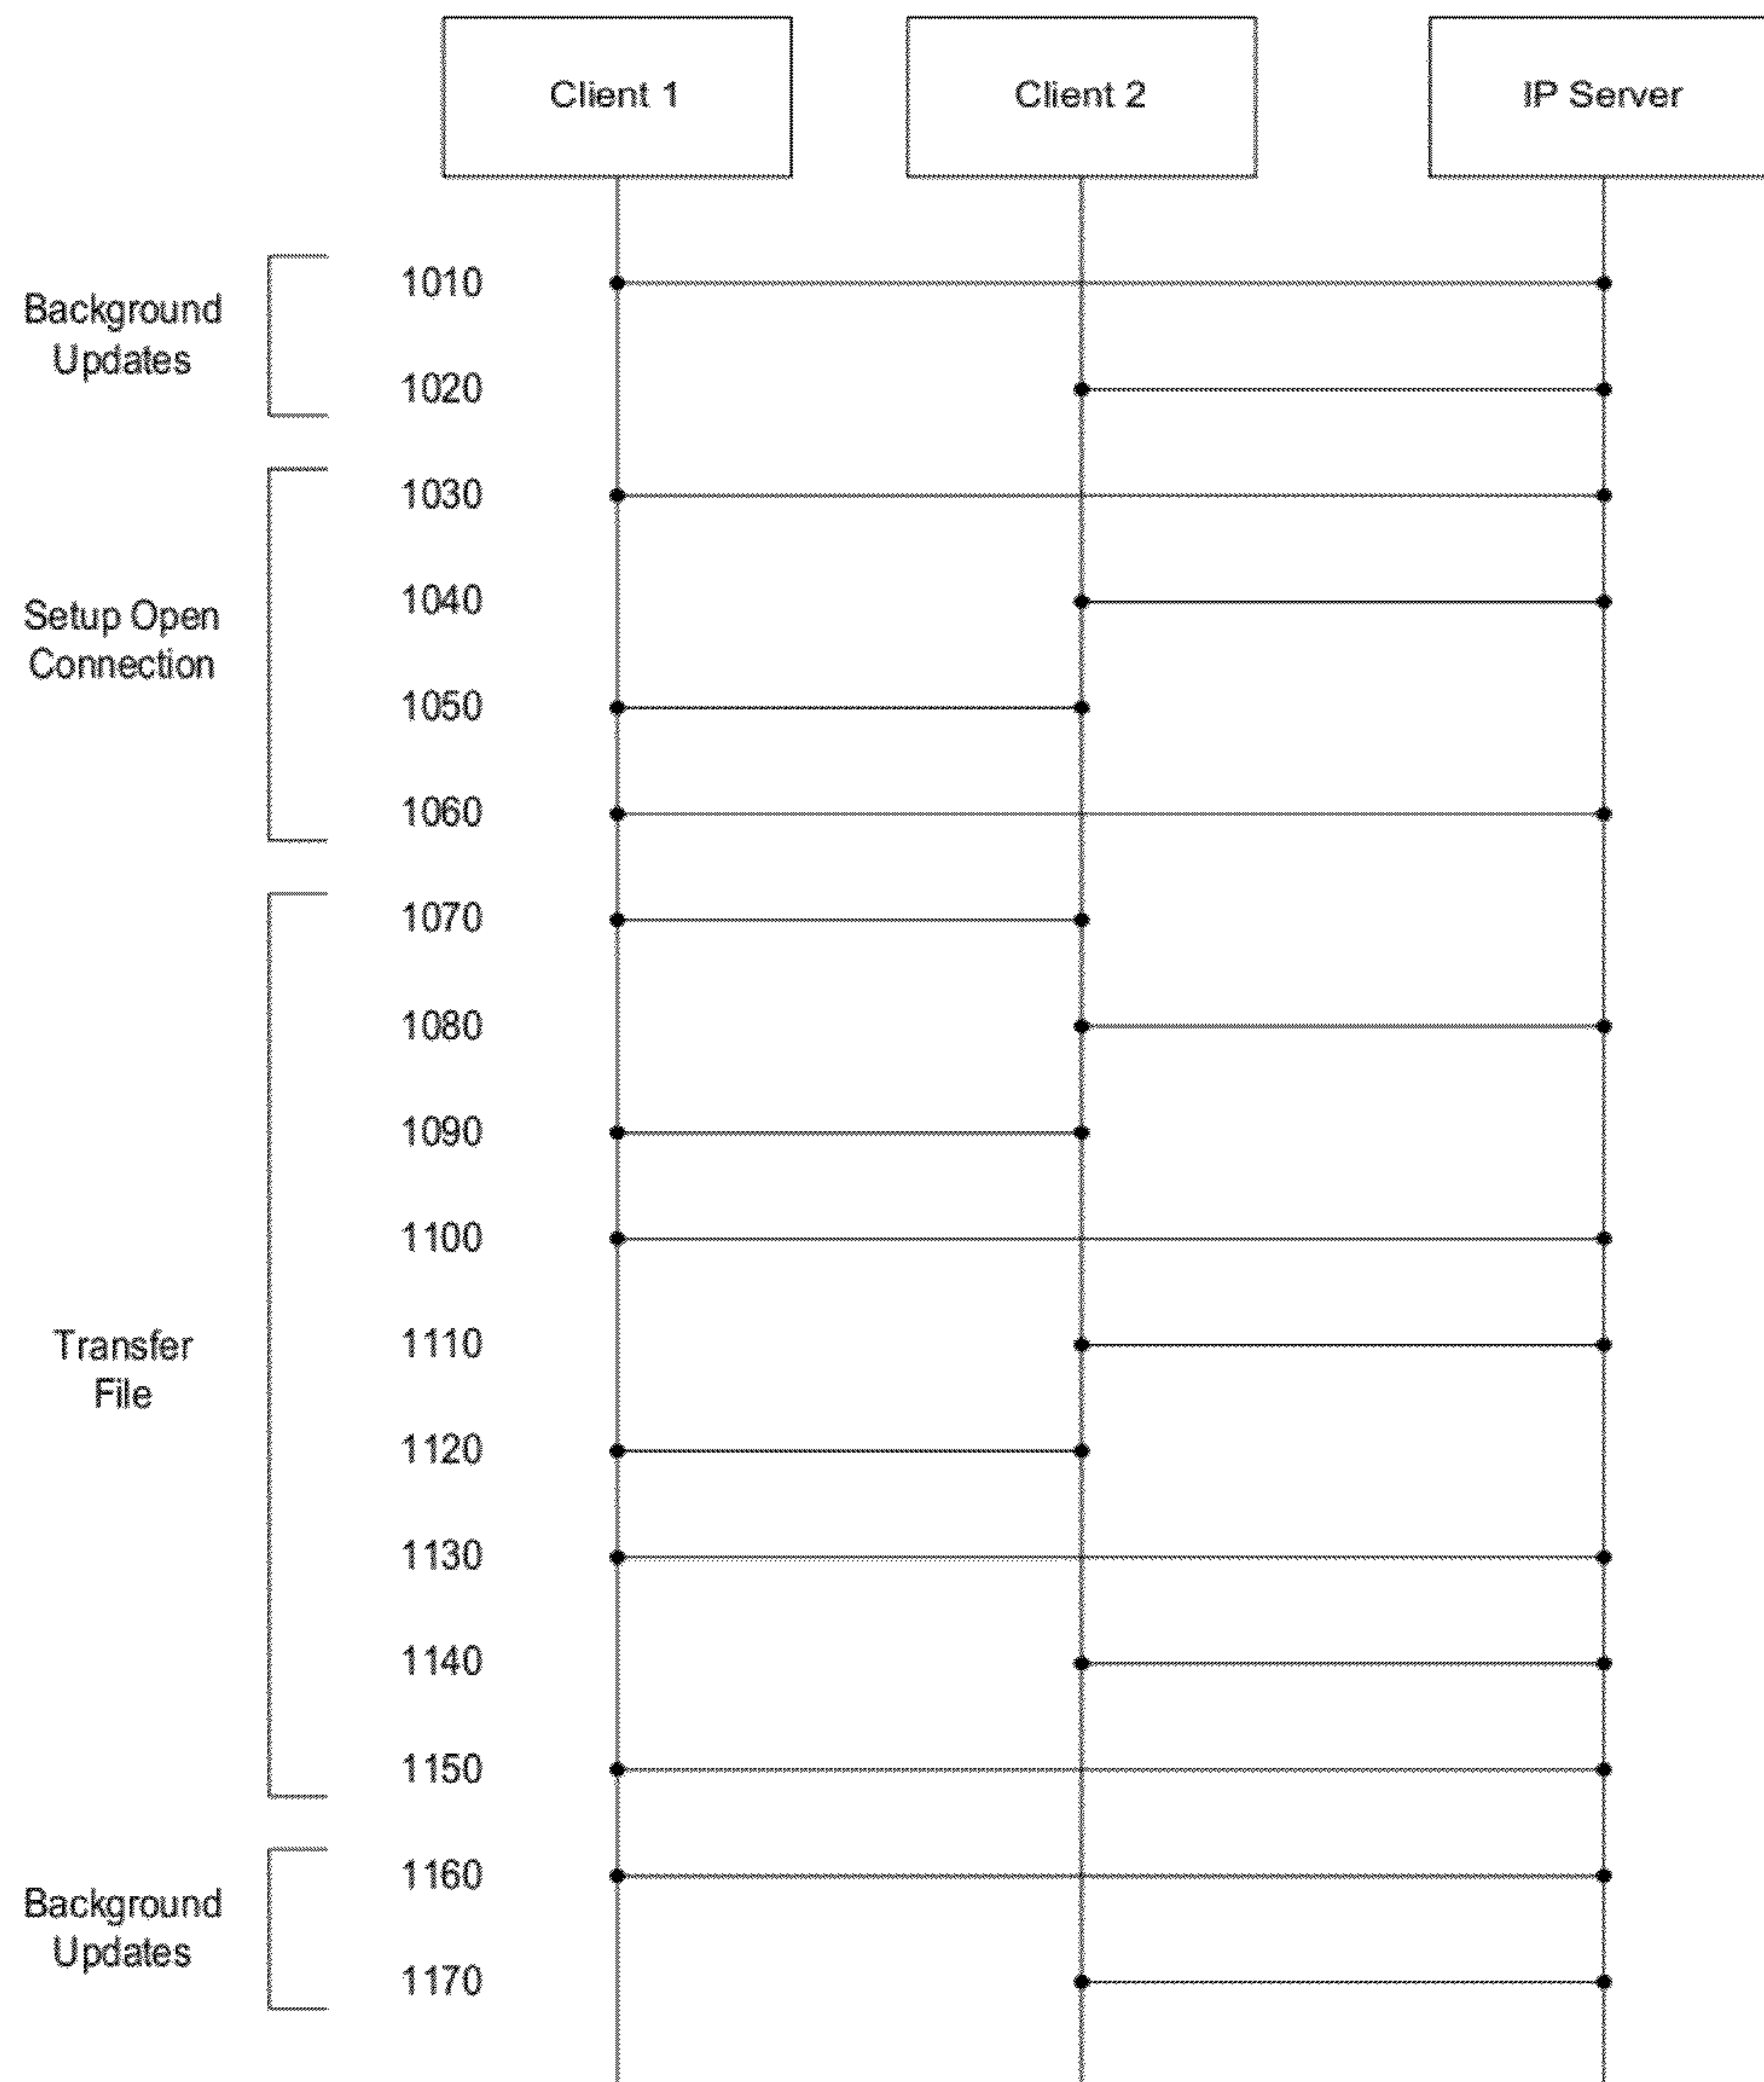 Client 1
Client 2
IP Server
Background
Updates
1010
1020
Setup Open
Connection
1030
1040
1050
1060
Transfer
File
1070
1080
1090
1100
1110
1120
1130
1140
1150
Background
Updates
1160
1170